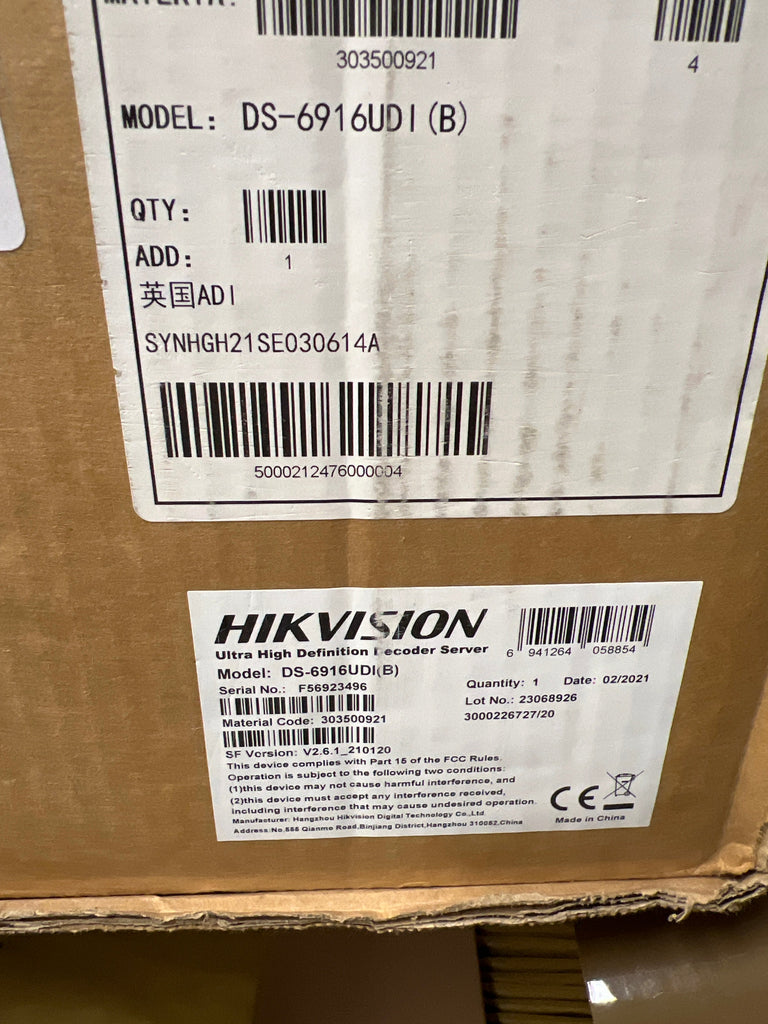 303500921
4
MODEL: DS-6916UDI(B)
QTY:
1
ADD:
英国ADI
SYNHGH21SE030614A
5000212476000004
HIKVISION
Ultra High Definition Decoder Server
6 941264 058854
Model: DS-6916UDI(B)
Serial No.: F56923496
Quantity: 1 Date: 02/2021
Lot No.: 23068926
Material Code: 303500921
3000226727/20
SF Version: V2.6.1_210120
This device complies with Part 15 of the FCC Rules.
Operation is subject to the following two conditions:
(1)this device may not cause harmful interference, and
(2)this device must accept any interference received,
including interference that may cause undesired operation.
CE
Manufacturer: Hangzhou Hikvision Digital Technology Co.,Ltd
Address:No.555 Qianmo Road,Binjiang District,Hangzhou 310052,China
Made in China